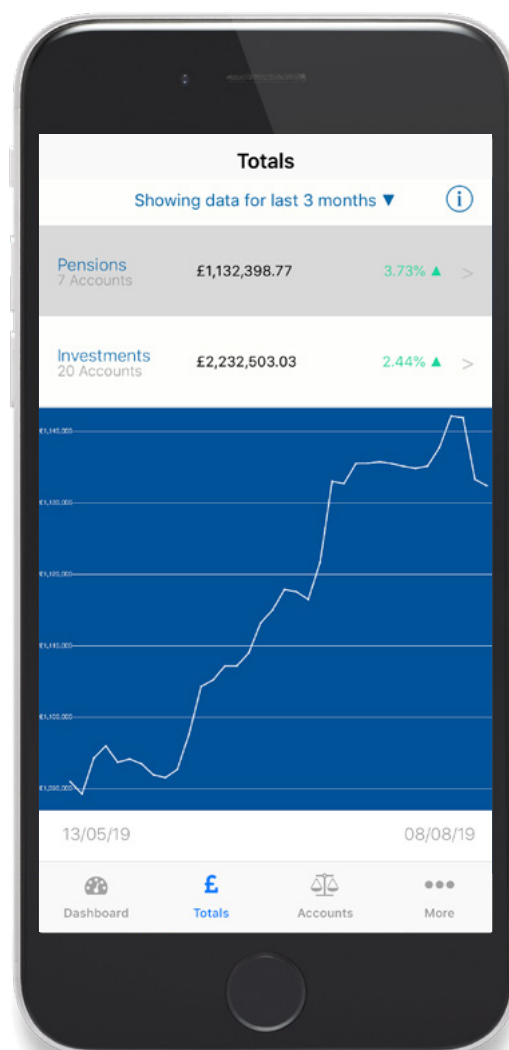 Totals
Showing data for last 3 months ▼ i
Pensions £1,132,398.77 3.73% ▲ >
7 Accounts
Investments £2,232,503.03 2.44% ▲ >
20 Accounts
13/05/19 08/08/19
£
Dashboard Totals Accounts More